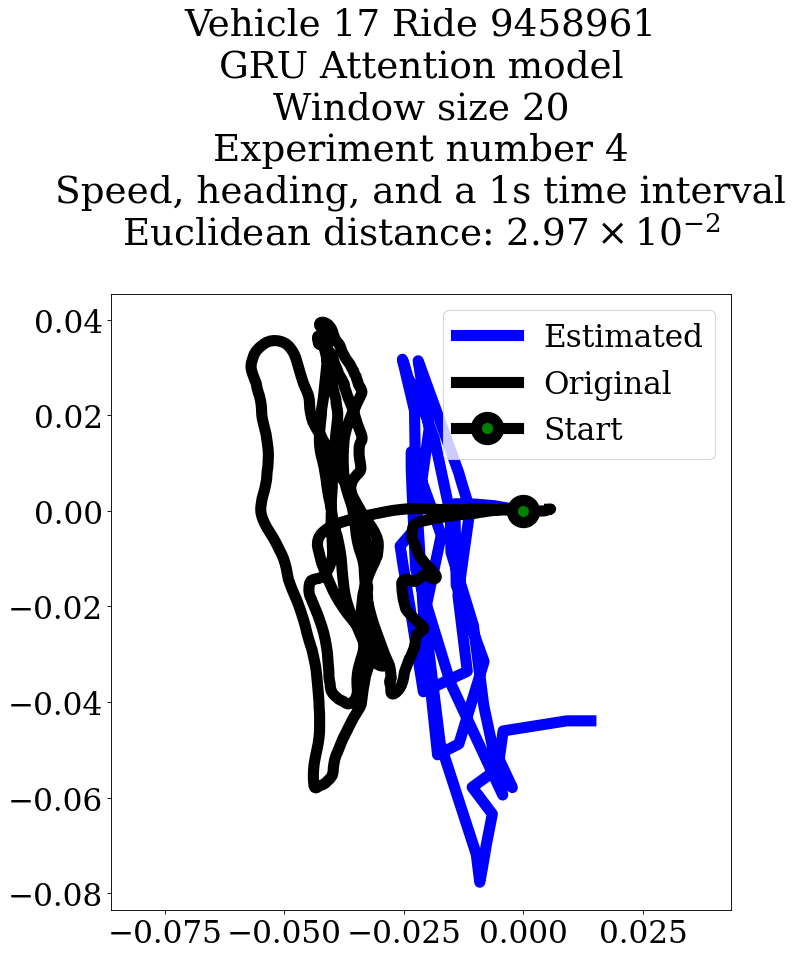 Vehicle 17 Ride 9458961
GRU Attention model
Window size 20
Experiment number 4
Speed, heading, and a 1s time interval
Euclidean distance: 2.97 × 10⁻²
Estimated
Original
Start
0.04
0.02
0.00
−0.02
−0.04
−0.06
−0.08
−0.075 −0.050 −0.025 0.000 0.025